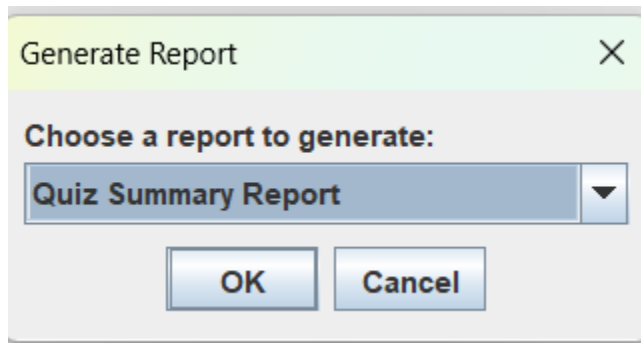 Generate Report
Choose a report to generate:
Quiz Summary Report
OK
Cancel